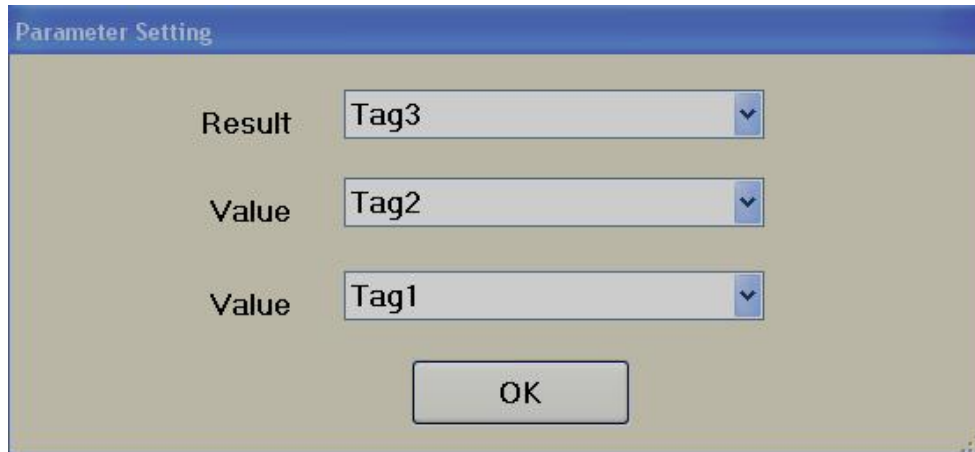 Parameter Setting
Result Tag3
Value Tag2
Value Tag1
OK